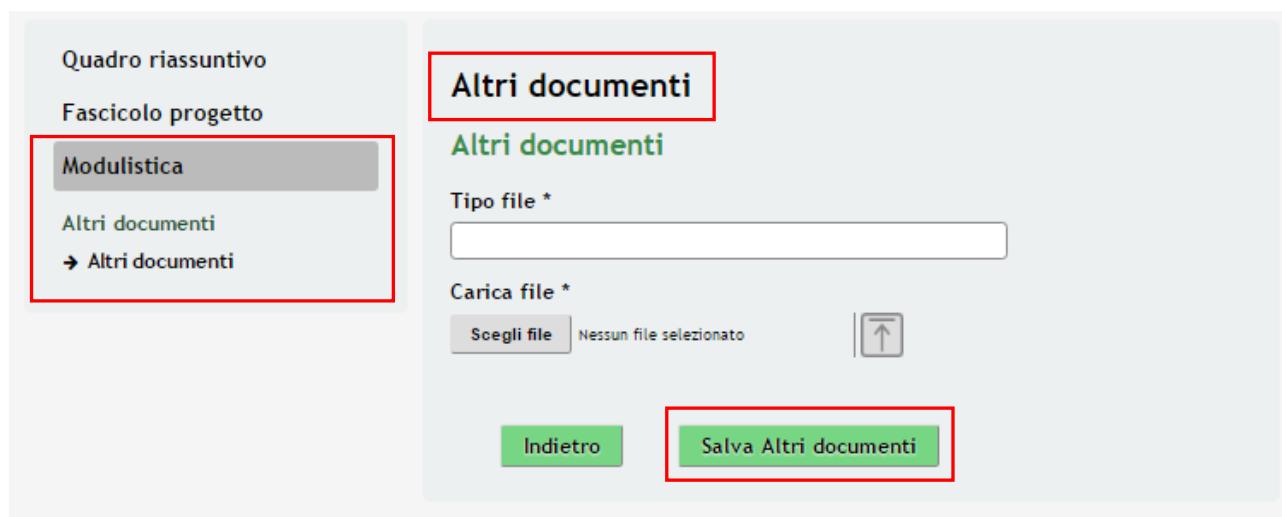 Quadro riassuntivo
Fascicolo progetto
Modulistica
Altri documenti
→ Altri documenti
Altri documenti
Altri documenti
Tipo file *
Carica file *
Scegli file Nessun file selezionato
Indietro
Salva Altri documenti